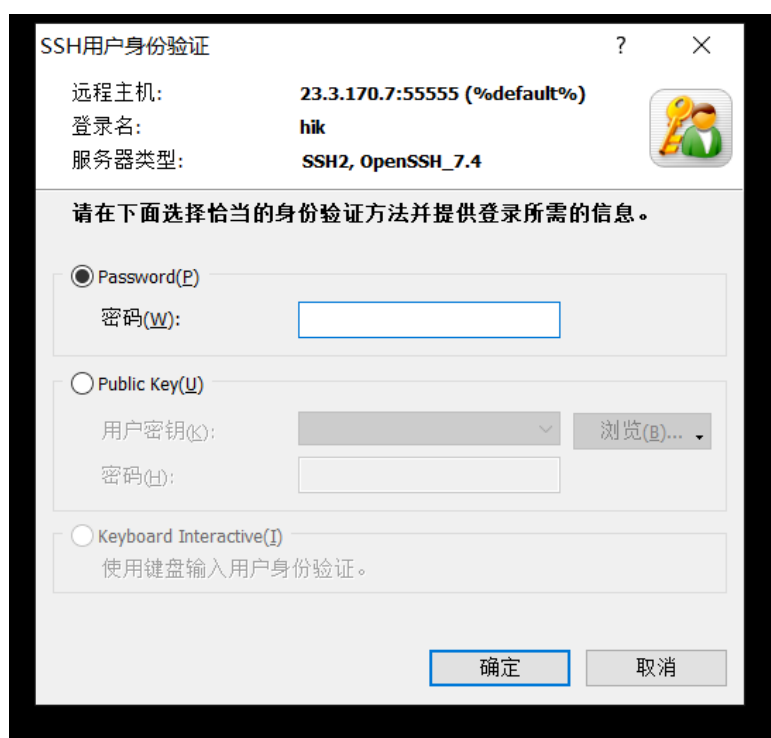 SSH用户身份验证 ?
远程主机: 23.3.170.7:55555 (%default%)
登录名: hik
服务器类型: SSH2, OpenSSH_7.4
请在下面选择恰当的身份验证方法并提供登录所需的信息。
Password(P)
密码(W):
Public Key(U)
用户密钥(K): 浏览(B)...
密码(H):
Keyboard Interactive(I)
使用键盘输入用户身份验证。
确定 取消